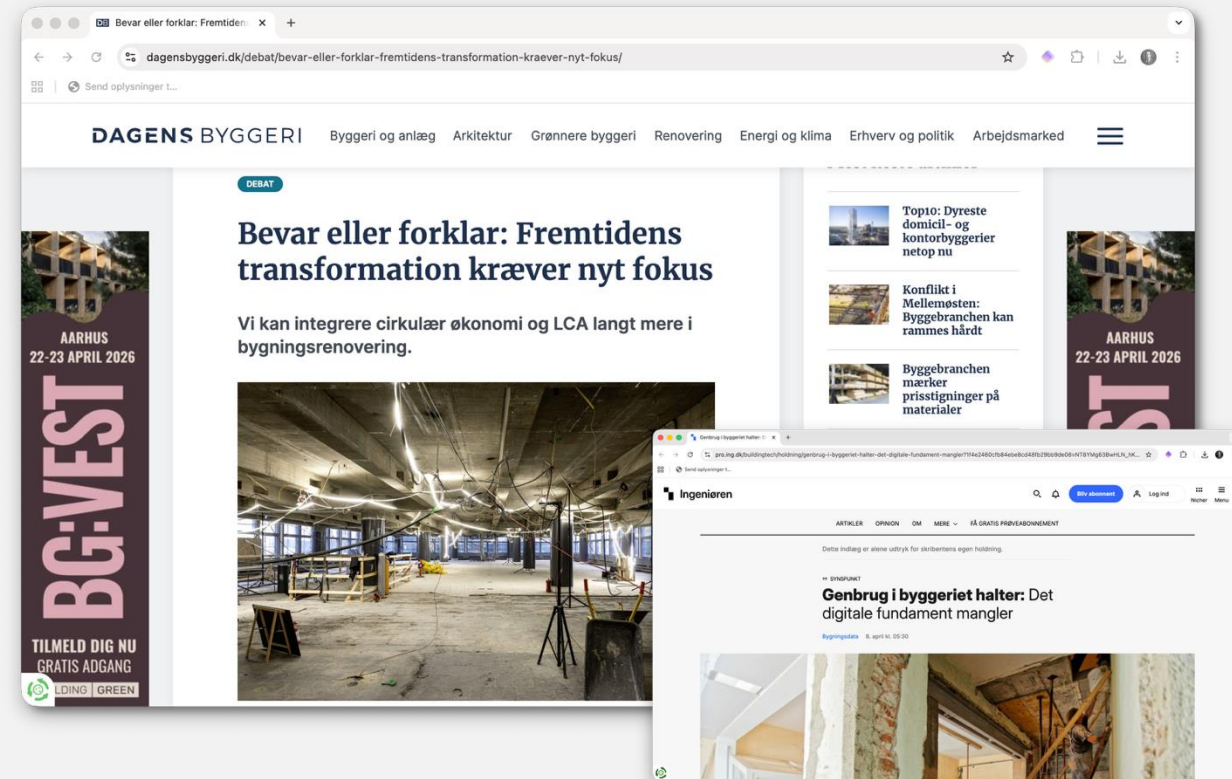 Bevar eller forklar: Fremtiden
dagensbyggeri.dk/debat/bevar-eller-forklar-fremtidens-transformation-kraever-nyt-fokus/
Send oplysninger t...
DAGENS BYGGERI
Byggeri og anlæg Arkitektur Grønnere byggeri Renovering Energi og klima Erhverv og politik Arbejdsmarked
DEBAT
Bevar eller forklar: Fremtidens
transformation kræver nyt fokus
Vi kan integrere cirkulær økonomi og LCA langt mere i
bygningsrenovering.
Top10: Dyreste
domicil- og
kontorbyggerier
netop nu
Konflikt i
Mellemøsten:
Byggebranchen kan
rammes hårdt
Byggebranchen
mærker
prisstigninger på
materialer
AARHUS
22-23 APRIL 2026
BG:VEST
TILMELD DIG NU
GRATIS ADGANG
LDING GREEN
AARHUS
22-23 APRIL 2026
Genbrug i byggeriet halter:
Send oplysninger t...
Ingeniøren
Bliv abonnent
Log ind
Nicher
Menu
ARTIKLER OPINION OM MERE FÅ GRATIS PRØVEABONNEMENT
Dette indlæg er alene udtryk for skribentens egen holdning.
SYNSPUNKT
Genbrug i byggeriet halter: Det
digitale fundament mangler
Bygningsdata 8. april kl. 05:30